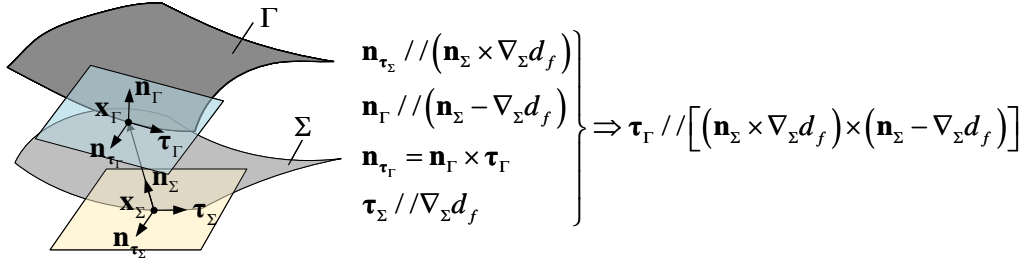 Γ
𝐧_Γ
𝐱_Γ
𝛕_Γ
𝐧_{𝛕_Γ}
Σ
𝐧_Σ
𝐱_Σ
𝛕_Σ
𝐧_{𝛕_Σ}
𝐧_{𝛕_Σ} // (𝐧_Σ × ∇_Σ d_f)
𝐧_Γ // (𝐧_Σ − ∇_Σ d_f)
𝐧_{𝛕_Γ} = 𝐧_Γ × 𝛕_Γ
𝛕_Σ // ∇_Σ d_f
} ⇒ 𝛕_Γ // [(𝐧_Σ × ∇_Σ d_f) × (𝐧_Σ − ∇_Σ d_f)]